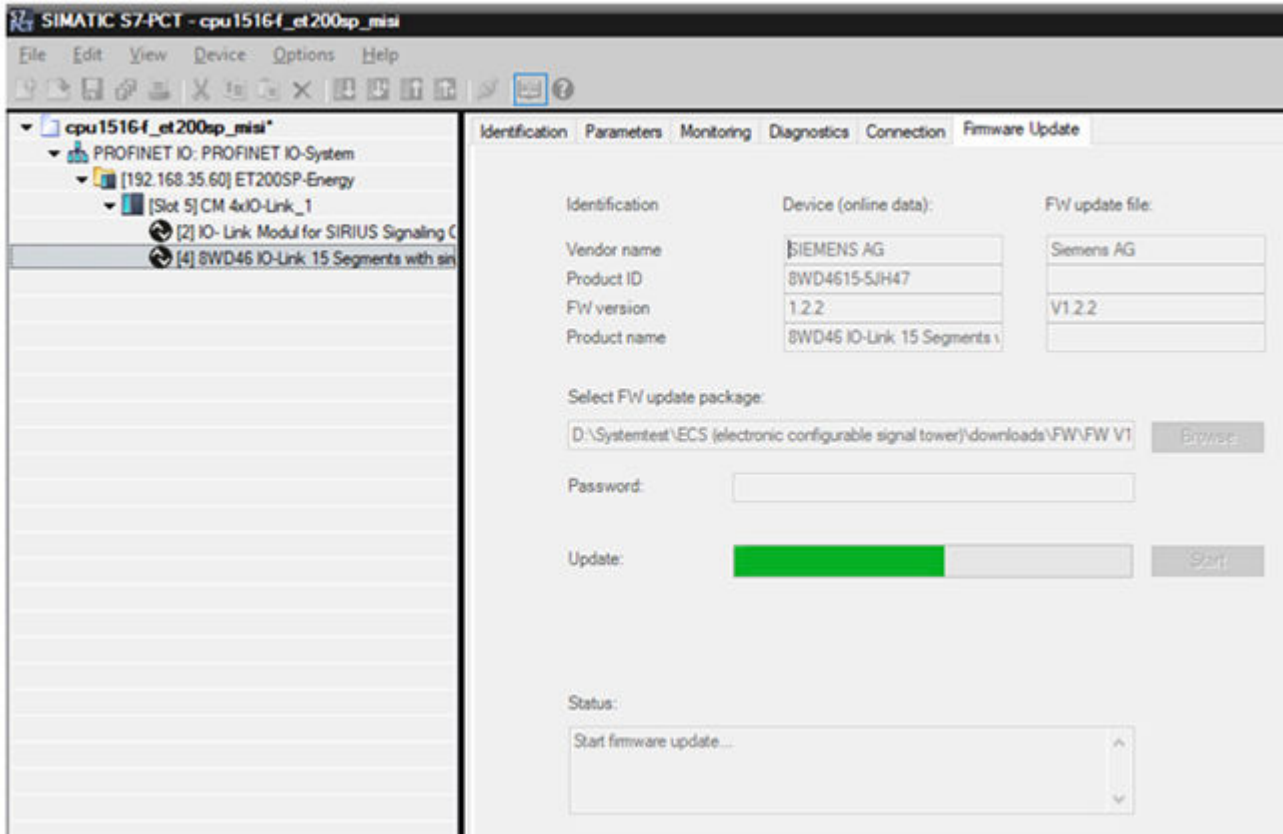 SIMATIC S7-PCT - cpu1516-f_et200sp_misi
File Edit View Device Options Help
cpu1516-f_et200sp_misi*
PROFINET IO: PROFINET IO-System
[192.168.35.60] ET200SP-Energy
[Slot 5] CM 4xIO-Link_1
[2] IO- Link Modul for SIRIUS Signaling C
[4] 8WD46 IO-Link 15 Segments with sin
Identification Parameters Monitoring Diagnostics Connection Firmware Update
Identification Device (online data): FW update file:
Vendor name SIEMENS AG Siemens AG
Product ID 8WD4615-5JH47
FW version 1.2.2 V1.2.2
Product name 8WD46 IO-Link 15 Segments
Select FW update package:
D:\Systemtest\ECS (electronic configurable signal tower)\downloads\FW\FW V1 Browse
Password:
Update: Start
Status:
Start firmware update...